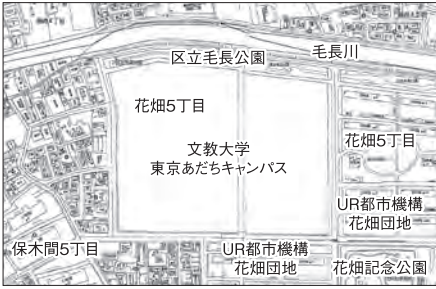 毛長川
区立毛長公園
花畑5丁目
文教大学
東京あだちキャンパス
花畑5丁目
UR都市機構
花畑団地
保木間5丁目
UR都市機構
花畑団地
花畑記念公園